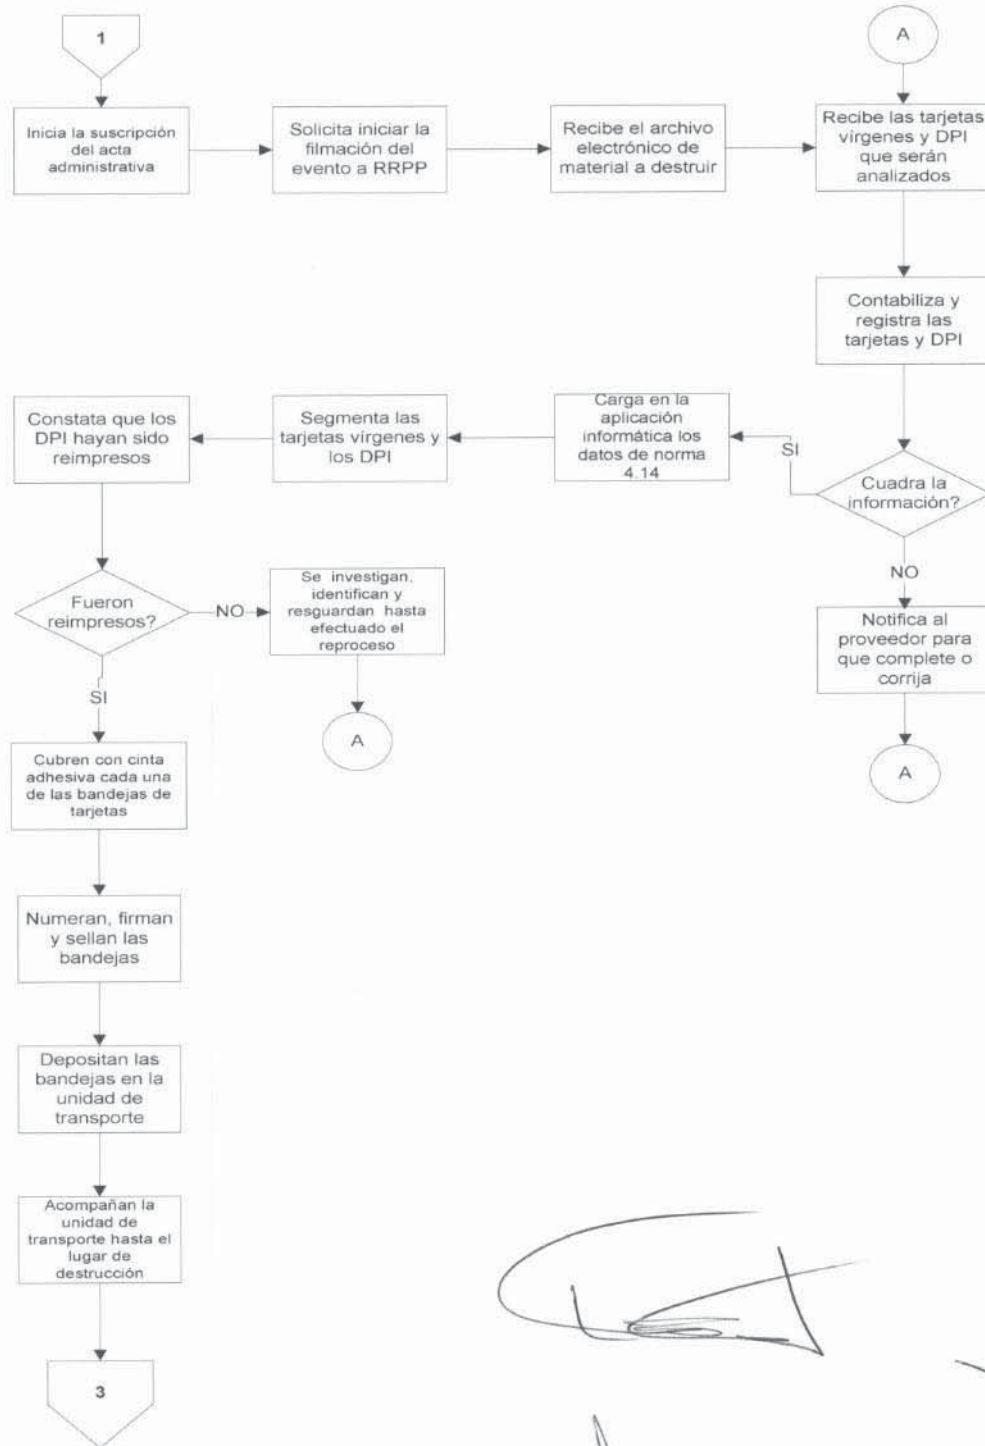 1
A
Inicia la suscripción
del acta
administrativa
Solicita iniciar la
filmación del
evento a RRPP
Recibe el archivo
electrónico de
material a destruir
Recibe las tarjetas
vírgenes y DPI
que serán
analizados
Contabiliza y
registra las
tarjetas y DPI
Cuadra la
información?
SI
Carga en la
aplicación
informática los
datos de norma
4.14
Segmenta las
tarjetas vírgenes y
los DPI
Constata que los
DPI hayan sido
reimpresos
NO
Notifica al
proveedor para
que complete o
corrija
A
Fueron
reimpresos?
NO
Se investigan,
identifican y
resguardan hasta
efectuado el
reproceso
A
SI
Cubren con cinta
adhesiva cada una
de las bandejas de
tarjetas
Numeran, firman
y sellan las
bandejas
Depositan las
bandejas en la
unidad de
transporte
Acompañan la
unidad de
transporte hasta el
lugar de
destrucción
3